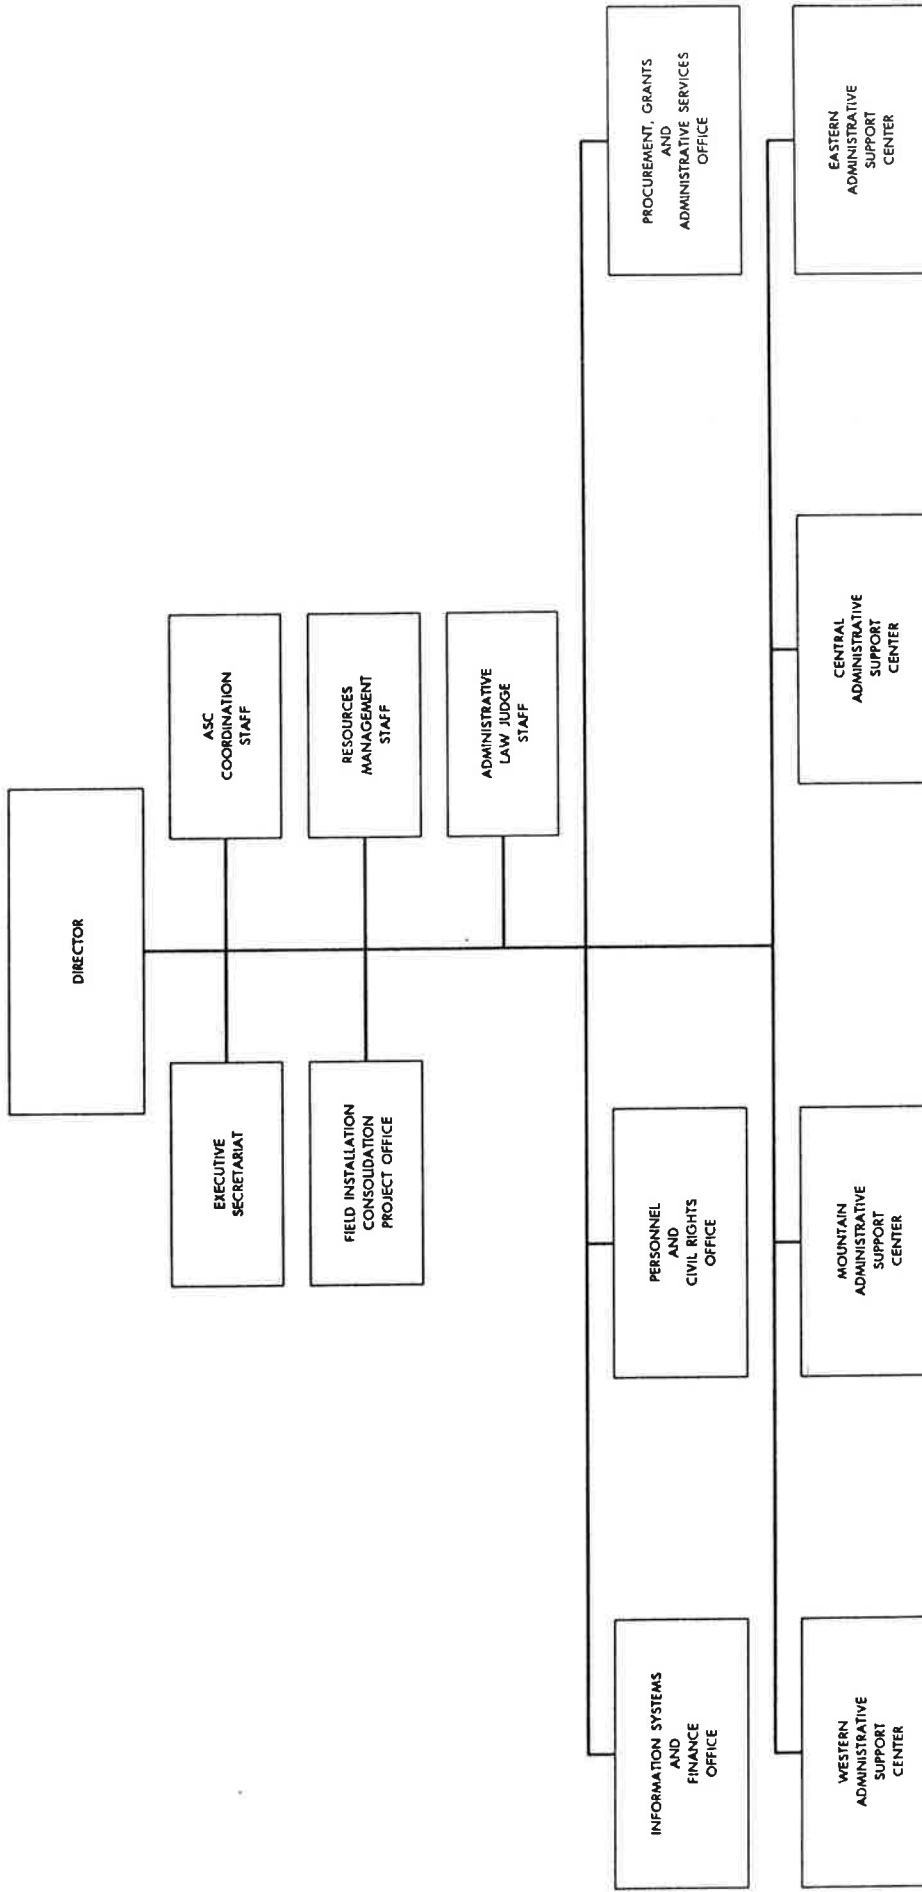 DIRECTOR
EXECUTIVE
SECRETARIAT
ASC
COORDINATION
STAFF
FIELD INSTALLATION
CONSOLIDATION
PROJECT OFFICE
RESOURCES
MANAGEMENT
STAFF
ADMINISTRATIVE
LAW JUDGE
STAFF
INFORMATION SYSTEMS
AND
FINANCE
OFFICE
PERSONNEL
AND
CIVIL RIGHTS
OFFICE
PROCUREMENT, GRANTS
AND
ADMINISTRATIVE SERVICES
OFFICE
WESTERN
ADMINISTRATIVE
SUPPORT
CENTER
MOUNTAIN
ADMINISTRATIVE
SUPPORT
CENTER
CENTRAL
ADMINISTRATIVE
SUPPORT
CENTER
EASTERN
ADMINISTRATIVE
SUPPORT
CENTER